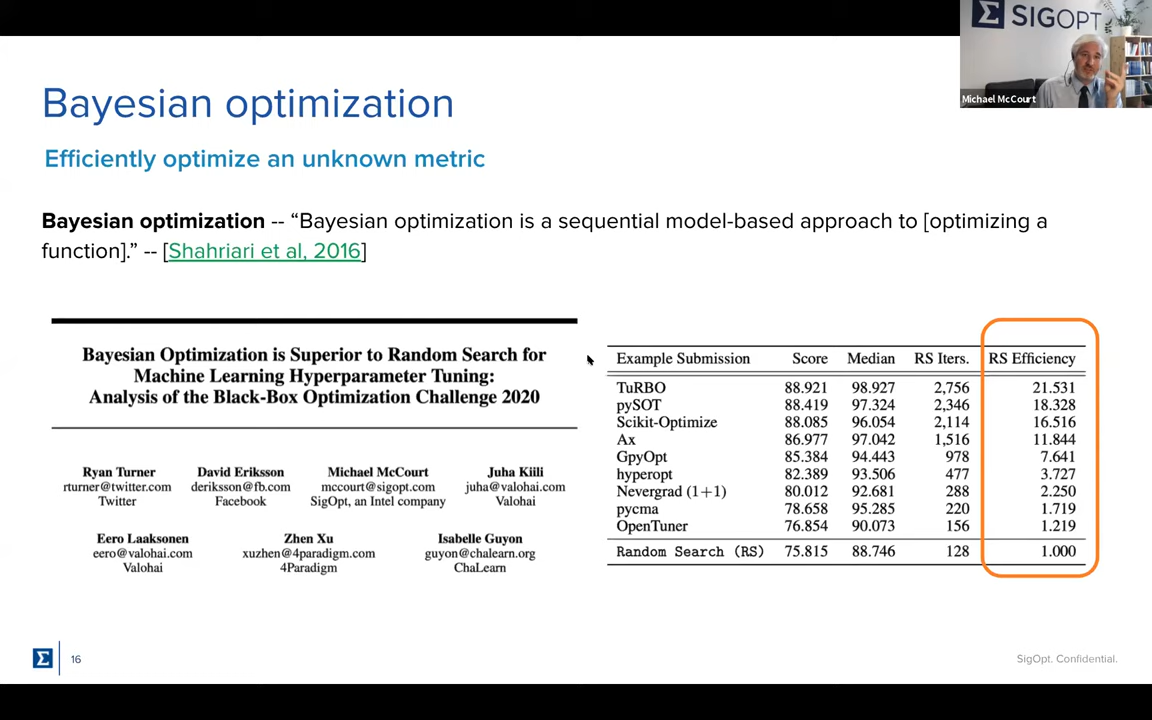 SIGOPT
Michael McCourt
Bayesian optimization
Efficiently optimize an unknown metric
Bayesian optimization -- “Bayesian optimization is a sequential model-based approach to [optimizing a
function].” -- [Shahriari et al, 2016]
Bayesian Optimization is Superior to Random Search for
Machine Learning Hyperparameter Tuning:
Analysis of the Black-Box Optimization Challenge 2020
Ryan Turner David Eriksson Michael McCourt Juha Kiili
rturner@twitter.com deriksson@fb.com mccourt@sigopt.com juha@valohai.com
Twitter Facebook SigOpt, an Intel company Valohai
Eero Laaksonen Zhen Xu Isabelle Guyon
eero@valohai.com xuzhen@4paradigm.com guyon@chalearn.org
Valohai 4Paradigm ChaLearn
Example Submission Score Median RS Iters. RS Efficiency
TuRBO 88.921 98.927 2,756 21.531
pySOT 88.419 97.324 2,346 18.328
Scikit-Optimize 88.085 96.054 2,114 16.516
Ax 86.977 97.042 1,516 11.844
GpyOpt 85.384 94.443 978 7.641
hyperopt 82.389 93.506 477 3.727
Nevergrad (1+1) 80.012 92.681 288 2.250
pycma 78.658 95.285 220 1.719
OpenTuner 76.854 90.073 156 1.219
Random Search (RS) 75.815 88.746 128 1.000
16
SigOpt. Confidential.